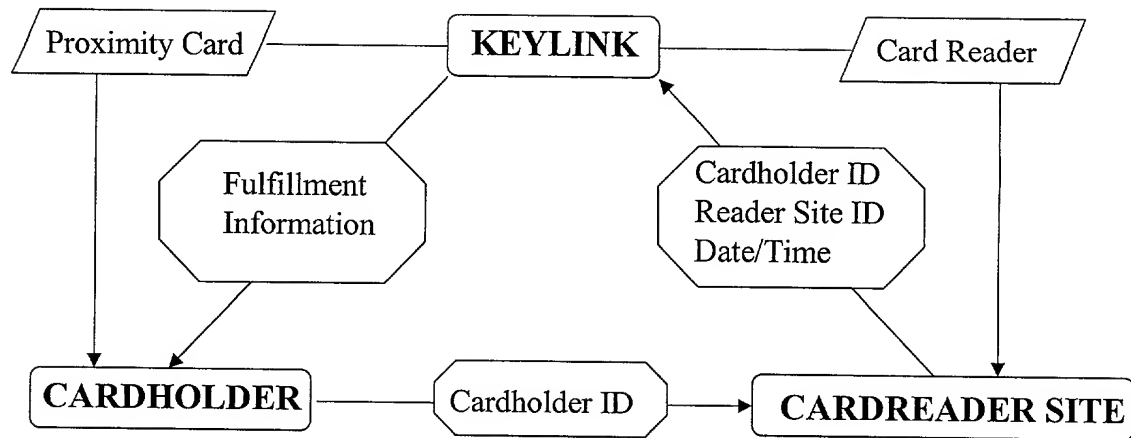 Proximity Card
KEYLINK
Card Reader
Fulfillment
Information
Cardholder ID
Reader Site ID
Date/Time
CARDHOLDER
Cardholder ID
CARDREADER SITE